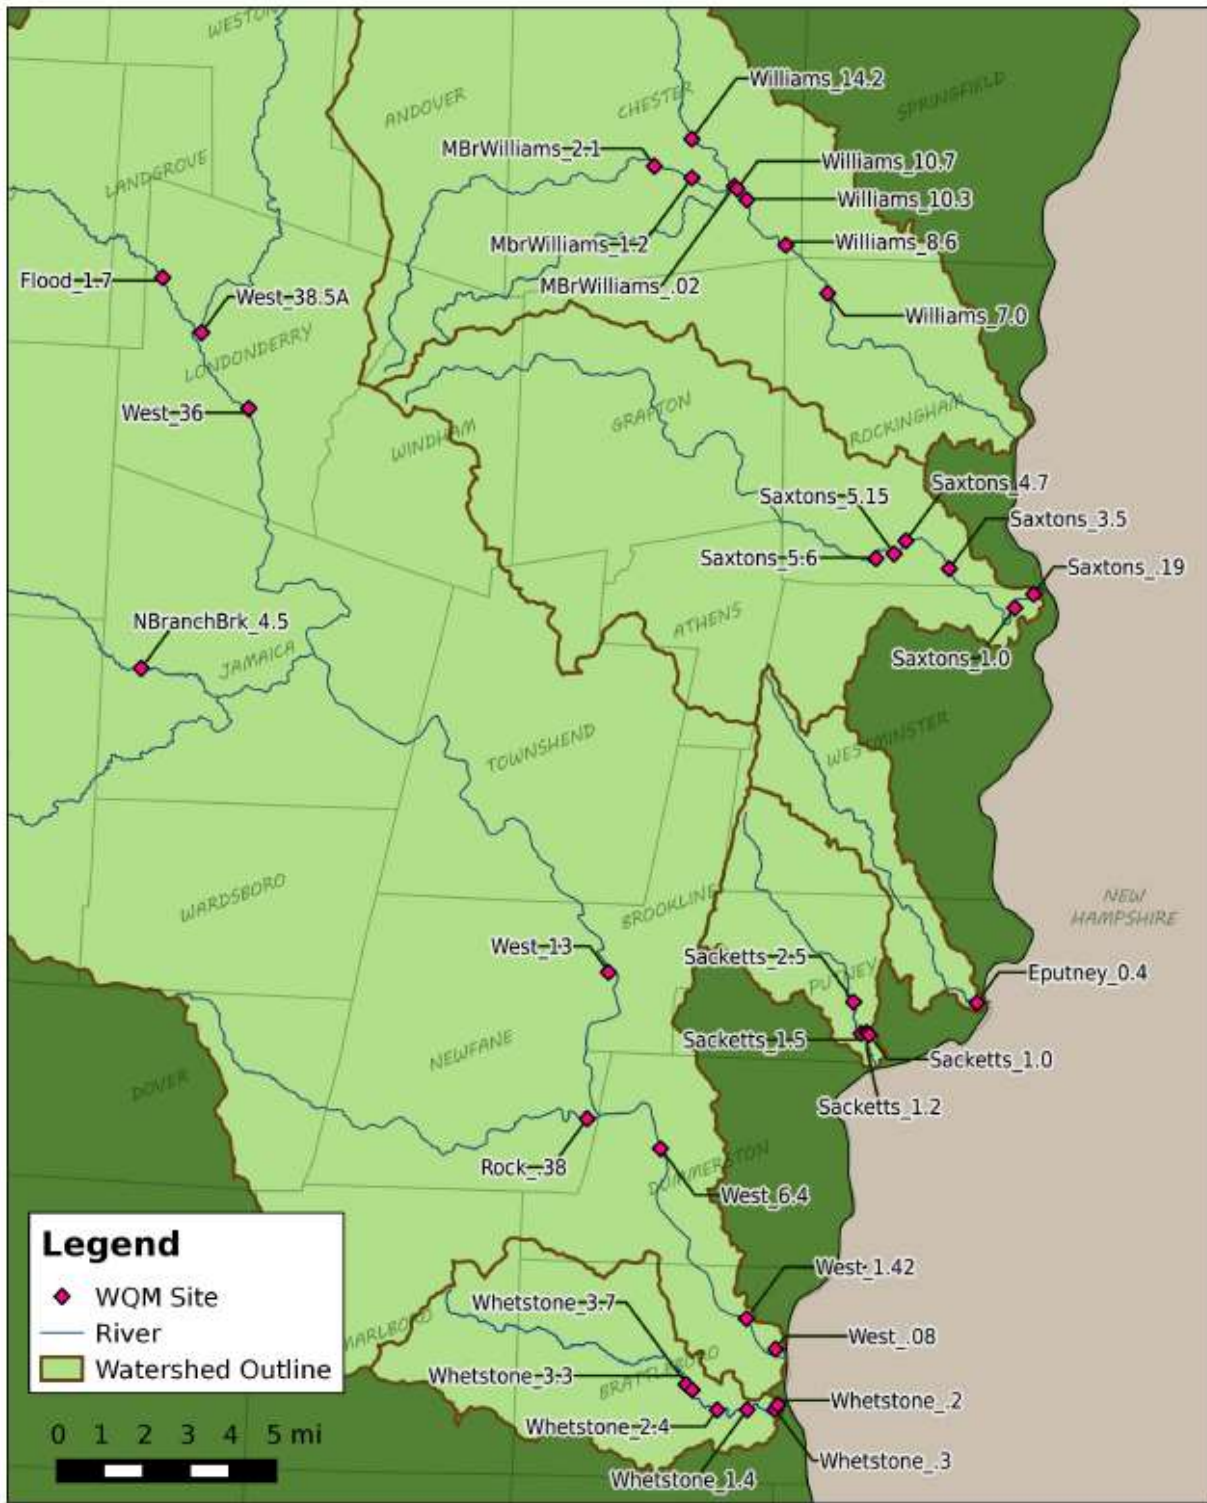 WESTON
ANDOVER
CHESTER
Williams_14.2
SPRINGFIELD
MBrWilliams_2.1
LANDGROVE
Williams_10.7
Williams_10.3
MbrWilliams_1.2
Williams_8.6
Flood_1.7
MBrWilliams_.02
West_38.5A
Williams_7.0
LONDONDERRY
West_36
GRAFTON
WINDHAM
ROCKINGHAM
Saxtons_4.7
Saxtons_5.15
Saxtons_3.5
Saxtons_5.6
Saxtons_.19
NBranchBrk_4.5
ATHENS
JAMAICA
Saxtons_1.0
TOWNSHEND
WESTMINSTER
WARDSBORO
BROOKLINE
NEW
HAMPSHIRE
West_13
Sacketts_2.5
PUTNEY
Eputney_0.4
NEWFANE
Sacketts_1.5
Sacketts_1.0
DOVER
Sacketts_1.2
Rock_.38
DUMMERSTON
West_6.4
Legend
WQM Site
River
Watershed Outline
West_1.42
Whetstone_3.7
MARLBORO
West_.08
Whetstone_3.3
BRATTLEBORO
Whetstone_.2
Whetstone_2.4
Whetstone_.3
Whetstone_1.4
0 1 2 3 4 5 mi